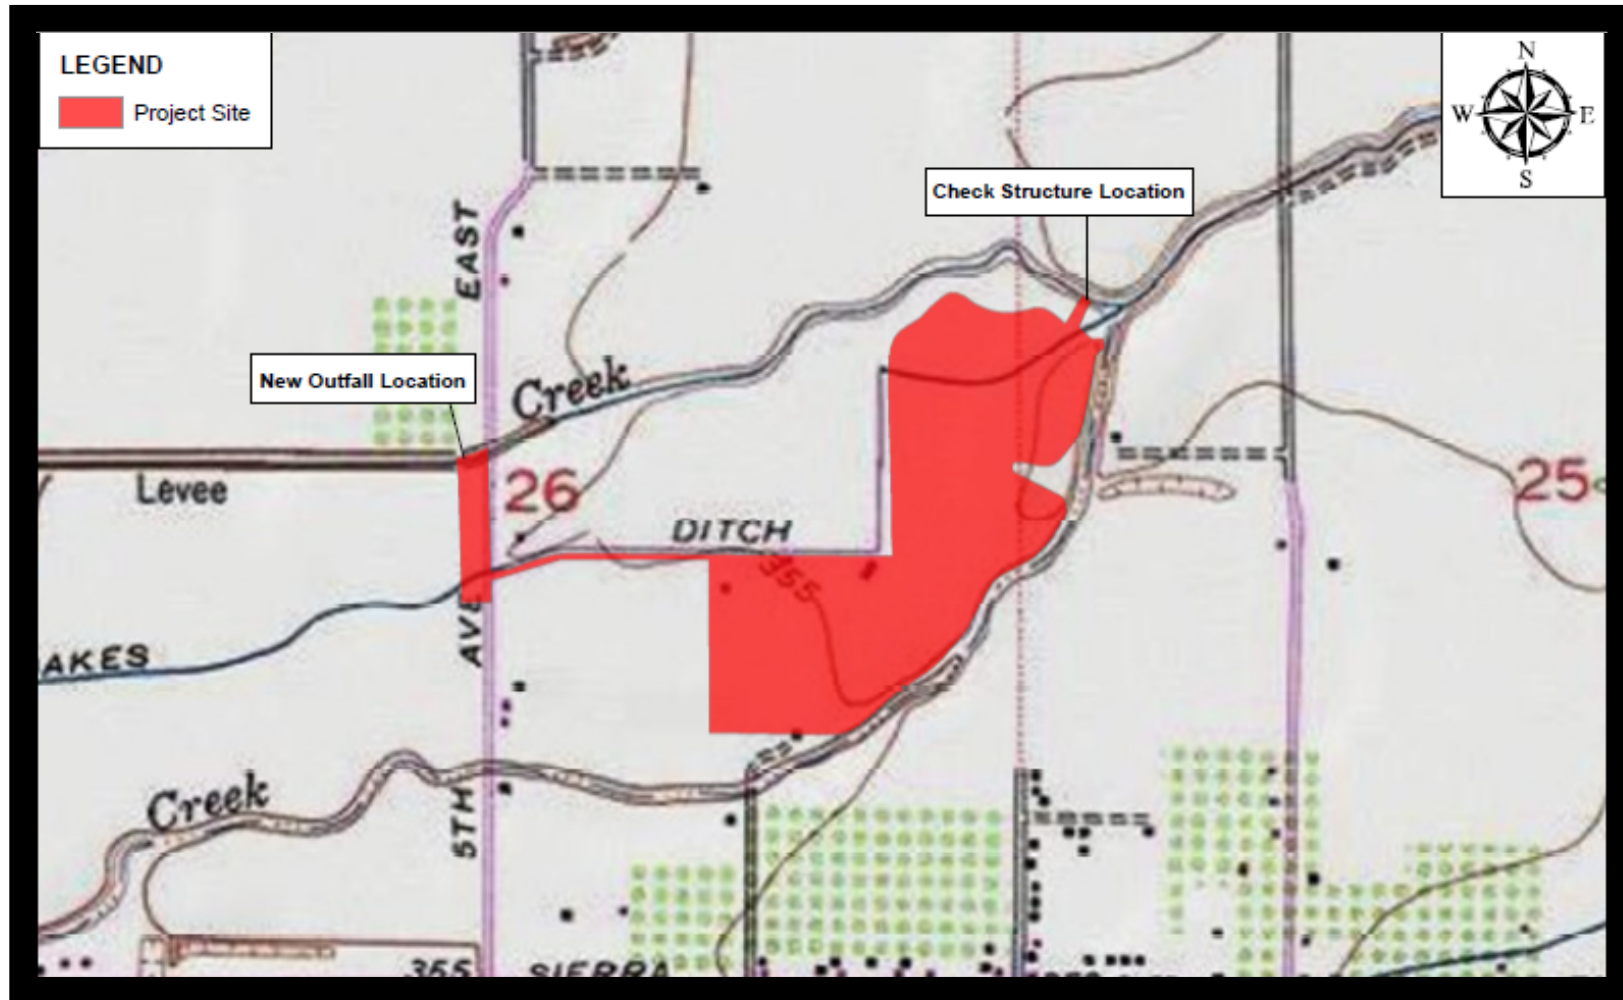 LEGEND
Project Site
N
W E
S
Check Structure Location
EAST
New Outfall Location
Creek
Levee
26
25
DITCH
355
AVE
AKES
Creek
5TH
355
SIERRA